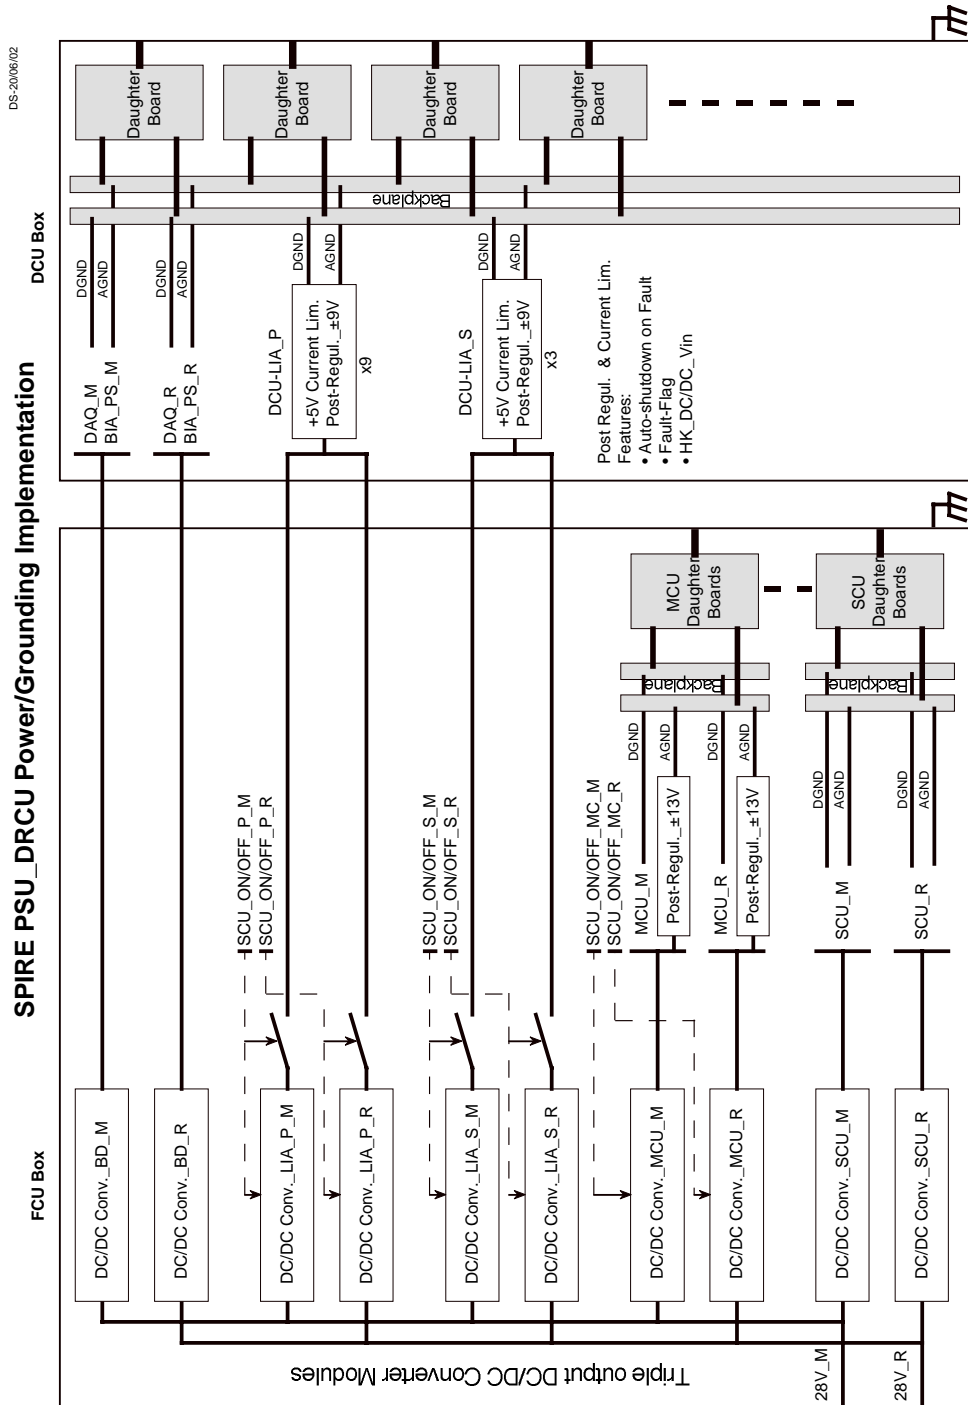 DS-20/06/02
SPIRE PSU_DRCU Power/Grounding Implementation
FCU Box
DCU Box
Triple output DC/DC Converter Modules
28V_M
28V_R
DC/DC Conv._BD_M
DC/DC Conv._BD_R
DC/DC Conv._LIA_P_M
DC/DC Conv._LIA_P_R
DC/DC Conv._LIA_S_M
DC/DC Conv._LIA_S_R
DC/DC Conv._MCU_M
DC/DC Conv._MCU_R
DC/DC Conv._SCU_M
DC/DC Conv._SCU_R
SCU_ON/OFF_P_M
SCU_ON/OFF_P_R
SCU_ON/OFF_S_M
SCU_ON/OFF_S_R
SCU_ON/OFF_MC_M
SCU_ON/OFF_MC_R
MCU_M
Post-Regul._±13V
MCU_R
Post-Regul._±13V
SCU_M
SCU_R
DGND
AGND
DGND
AGND
DGND
AGND
DGND
AGND
Backplane
Backplane
MCU
Daughter
Boards
SCU
Daughter
Boards
DAQ_M
BIA_PS_M
DAQ_R
BIA_PS_R
DCU-LIA_P
+5V Current Lim.
Post-Regul._±9V
x9
DCU-LIA_S
+5V Current Lim.
Post-Regul._±9V
x3
Post Regul. & Current Lim.
Features:
• Auto-shutdown on Fault
• Fault-Flag
• HK_DC/DC_Vin
DGND
AGND
DGND
AGND
DGND
AGND
DGND
AGND
Backplane
Daughter
Board
Daughter
Board
Daughter
Board
Daughter
Board